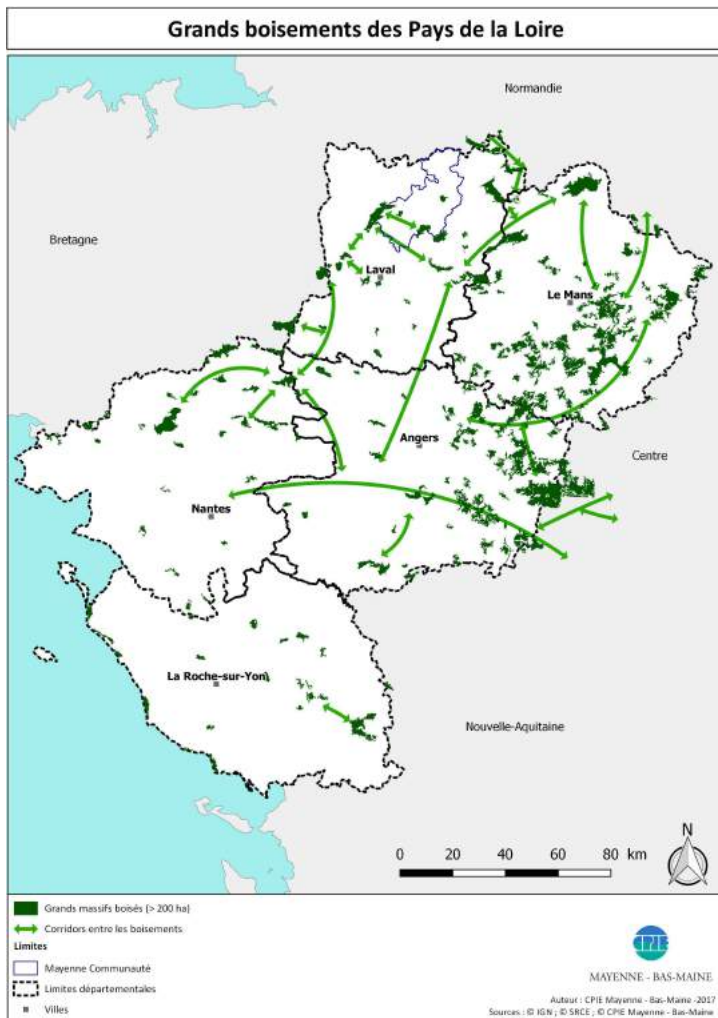 Grands boisements des Pays de la Loire
Normandie
Bretagne
Laval
Le Mans
Angers
Centre
Nantes
La Roche-sur-Yon
Nouvelle-Aquitaine
N
0 20 40 60 80 km
Grands massifs boisés (> 200 ha)
Corridors entre les boisements
Limites
Mayenne Communauté
Limites départementales
Villes
CPIE
MAYENNE - BAS-MAINE
Auteur : CPIE Mayenne - Bas-Maine -2017
Sources : © IGN ; © SRCE ; © CPIE Mayenne - Bas-Maine